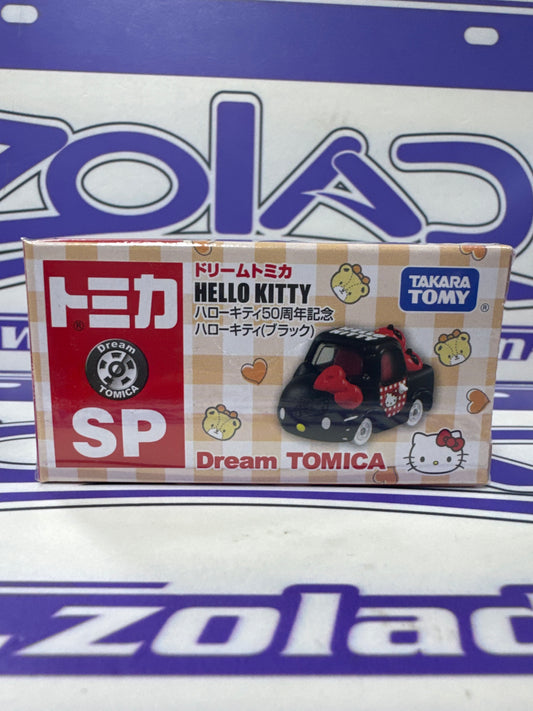 ZOLAD
トミカ
®
Dream
TOMICA
SP
ドリームトミカ
HELLO KITTY
ハローキティ50周年記念
ハローキティ(ブラック)
TAKARA
TOMY
®
Dream TOMICA
zolad